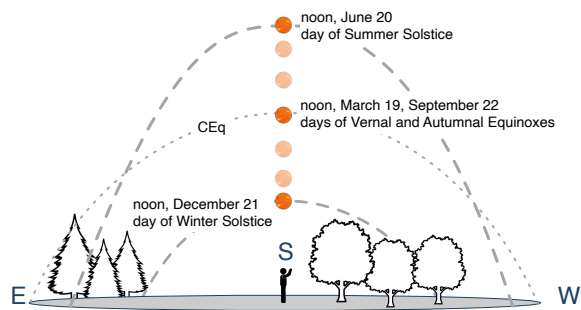 noon, June 20
day of Summer Solstice
noon, March 19, September 22
days of Vernal and Autumnal Equinoxes
CEq
noon, December 21
day of Winter Solstice
S
E
W